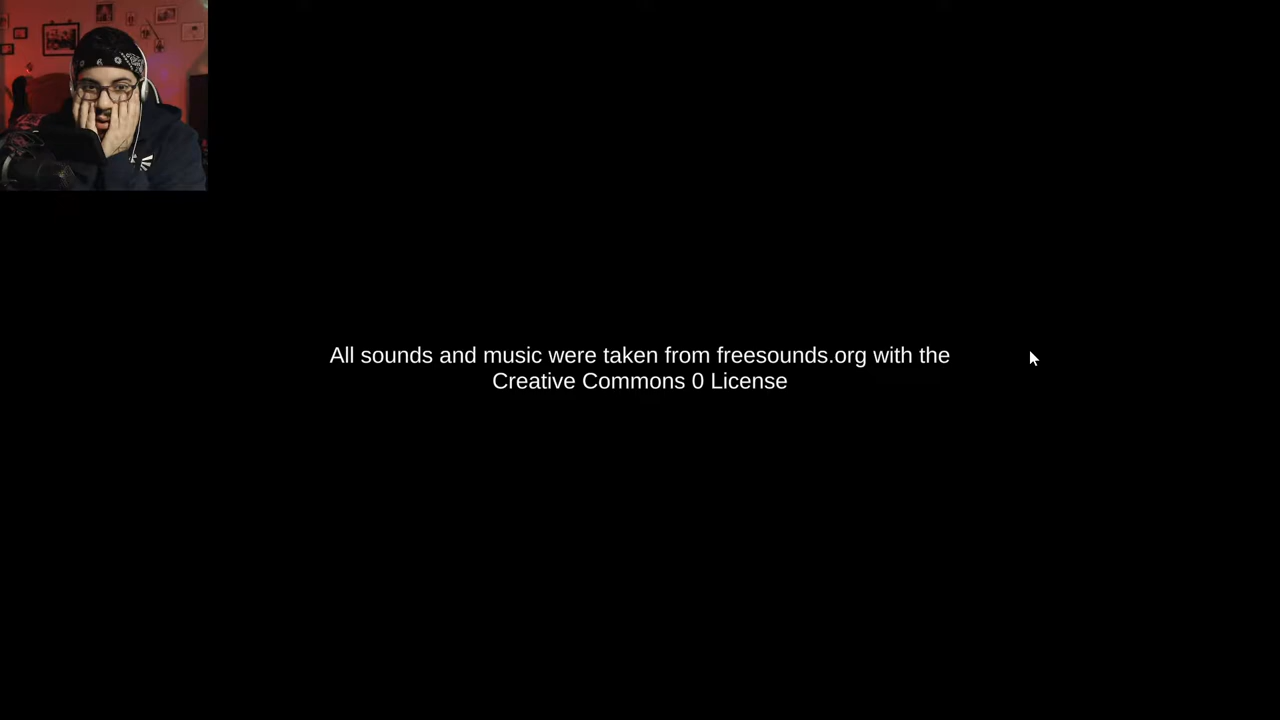 All sounds and music were taken from freesounds.org with the
Creative Commons 0 License